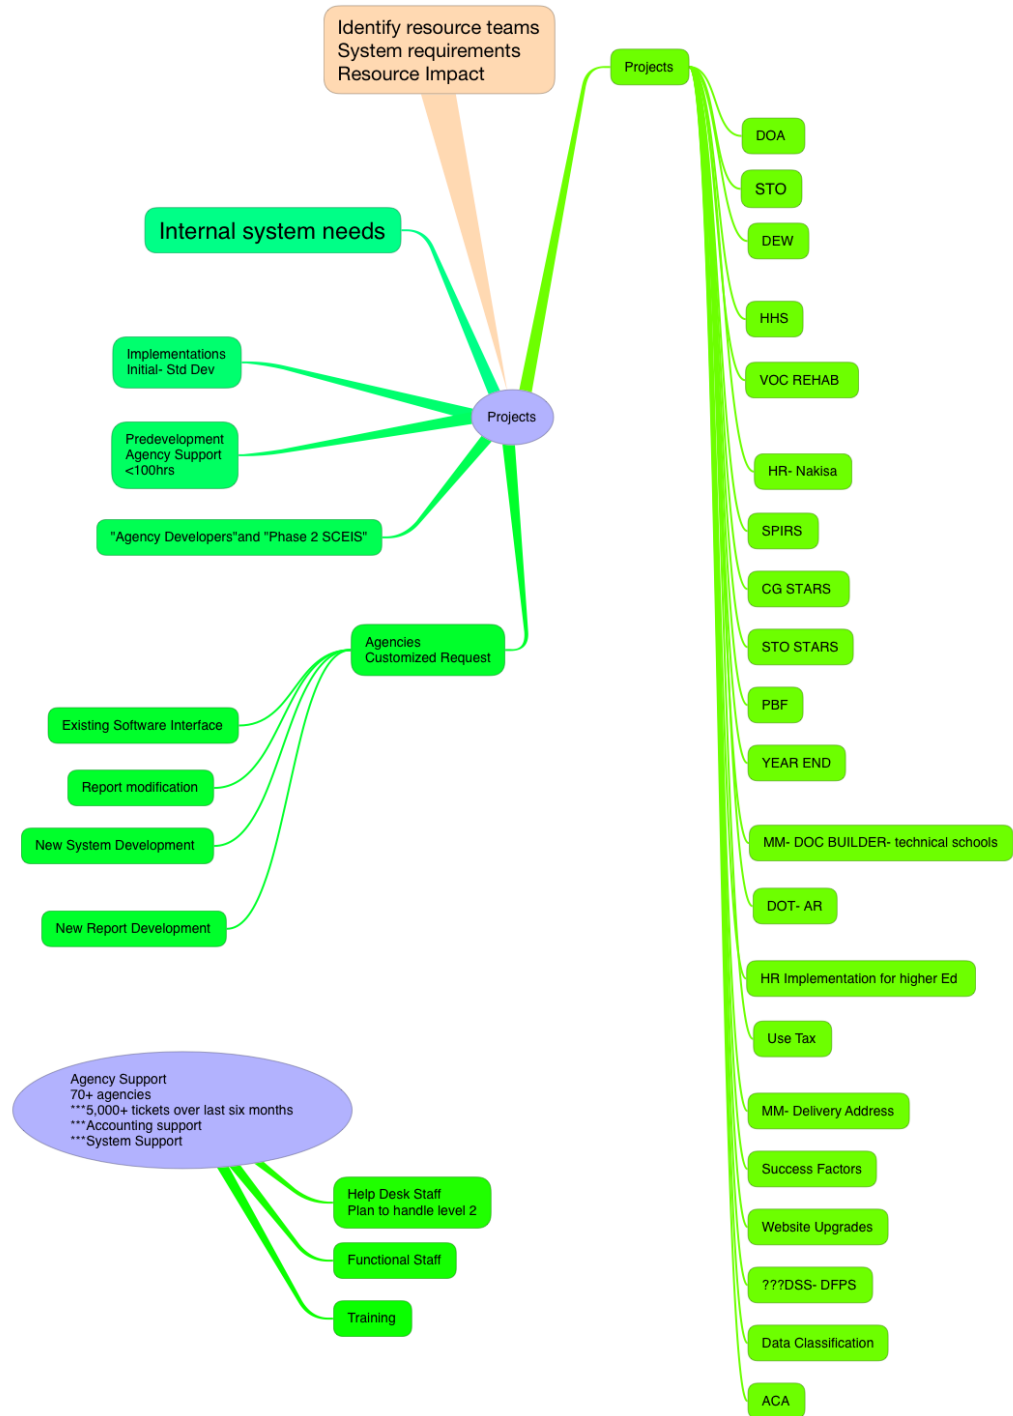 Identify resource teams
System requirements
Resource Impact
Projects
DOA
STO
Internal system needs
DEW
HHS
Implementations
Initial- Std Dev
VOC REHAB
Projects
Predevelopment
Agency Support
<100hrs
HR- Nakisa
"Agency Developers"and "Phase 2 SCEIS"
SPIRS
CG STARS
Agencies
Customized Request
STO STARS
PBF
Existing Software Interface
YEAR END
Report modification
New System Development
MM- DOC BUILDER- technical schools
DOT- AR
New Report Development
HR Implementation for higher Ed
Use Tax
Agency Support
70+ agencies
***5,000+ tickets over last six months
***Accounting support
***System Support
MM- Delivery Address
Success Factors
Help Desk Staff
Plan to handle level 2
Website Upgrades
Functional Staff
???DSS- DFPS
Training
Data Classification
ACA